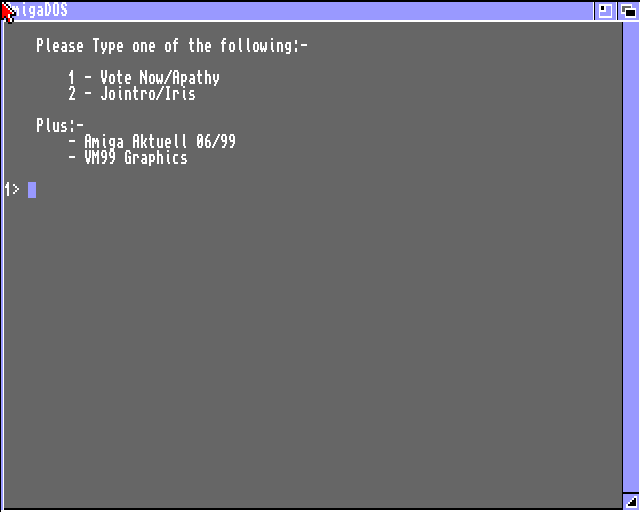 AmigaDOS
Please Type one of the following:-
1 - Vote Now/Apathy
2 - Jointro/Iris
Plus:-
- Amiga Aktuell 06/99
- VM99 Graphics
1>